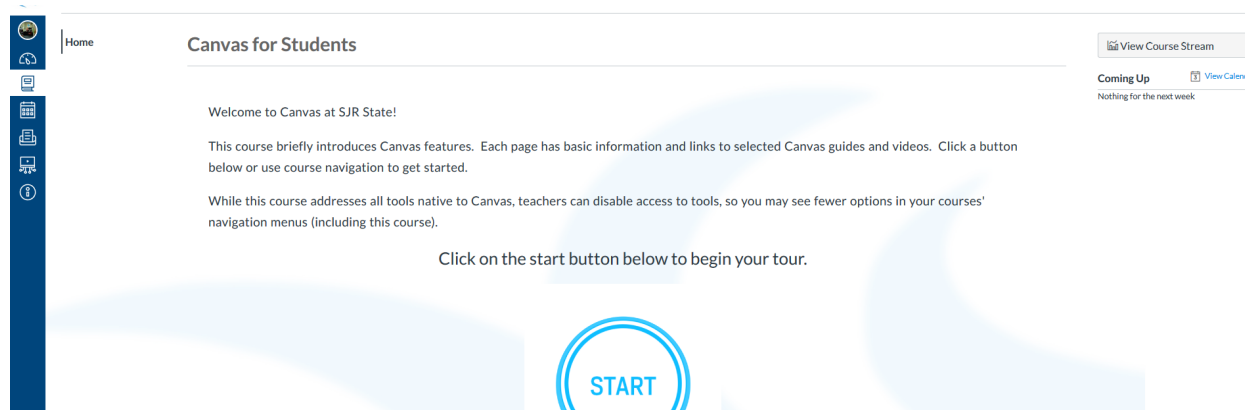 Home
Canvas for Students
View Course Stream
Coming Up
View Calen
Nothing for the next week
Welcome to Canvas at SJR State!
This course briefly introduces Canvas features. Each page has basic information and links to selected Canvas guides and videos. Click a button
below or use course navigation to get started.
While this course addresses all tools native to Canvas, teachers can disable access to tools, so you may see fewer options in your courses'
navigation menus (including this course).
Click on the start button below to begin your tour.
START